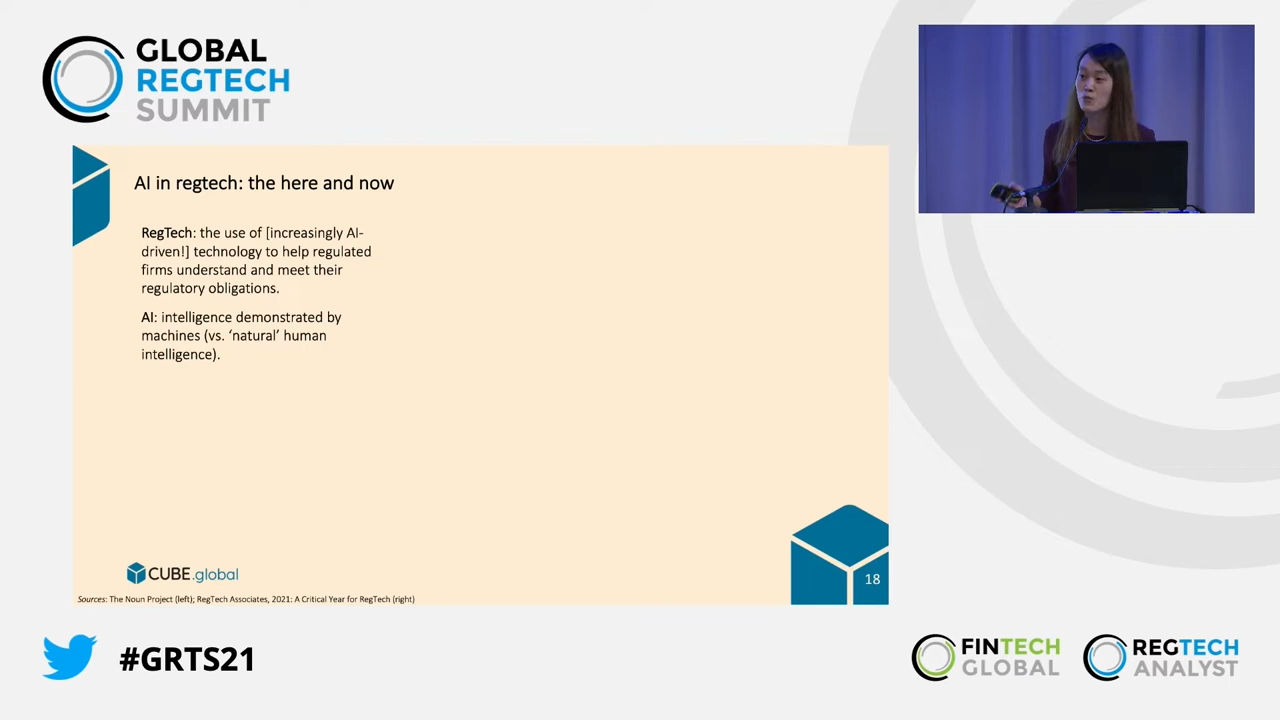 GLOBAL
REGTECH
SUMMIT
AI in regtech: the here and now
RegTech: the use of [increasingly AI-
driven!] technology to help regulated
firms understand and meet their
regulatory obligations.
AI: intelligence demonstrated by
machines (vs. ‘natural’ human
intelligence).
CUBE.global
18
Sources: The Noun Project (left); RegTech Associates, 2021: A Critical Year for RegTech (right)
#GRTS21
FINTECH
GLOBAL
REGTECH
ANALYST